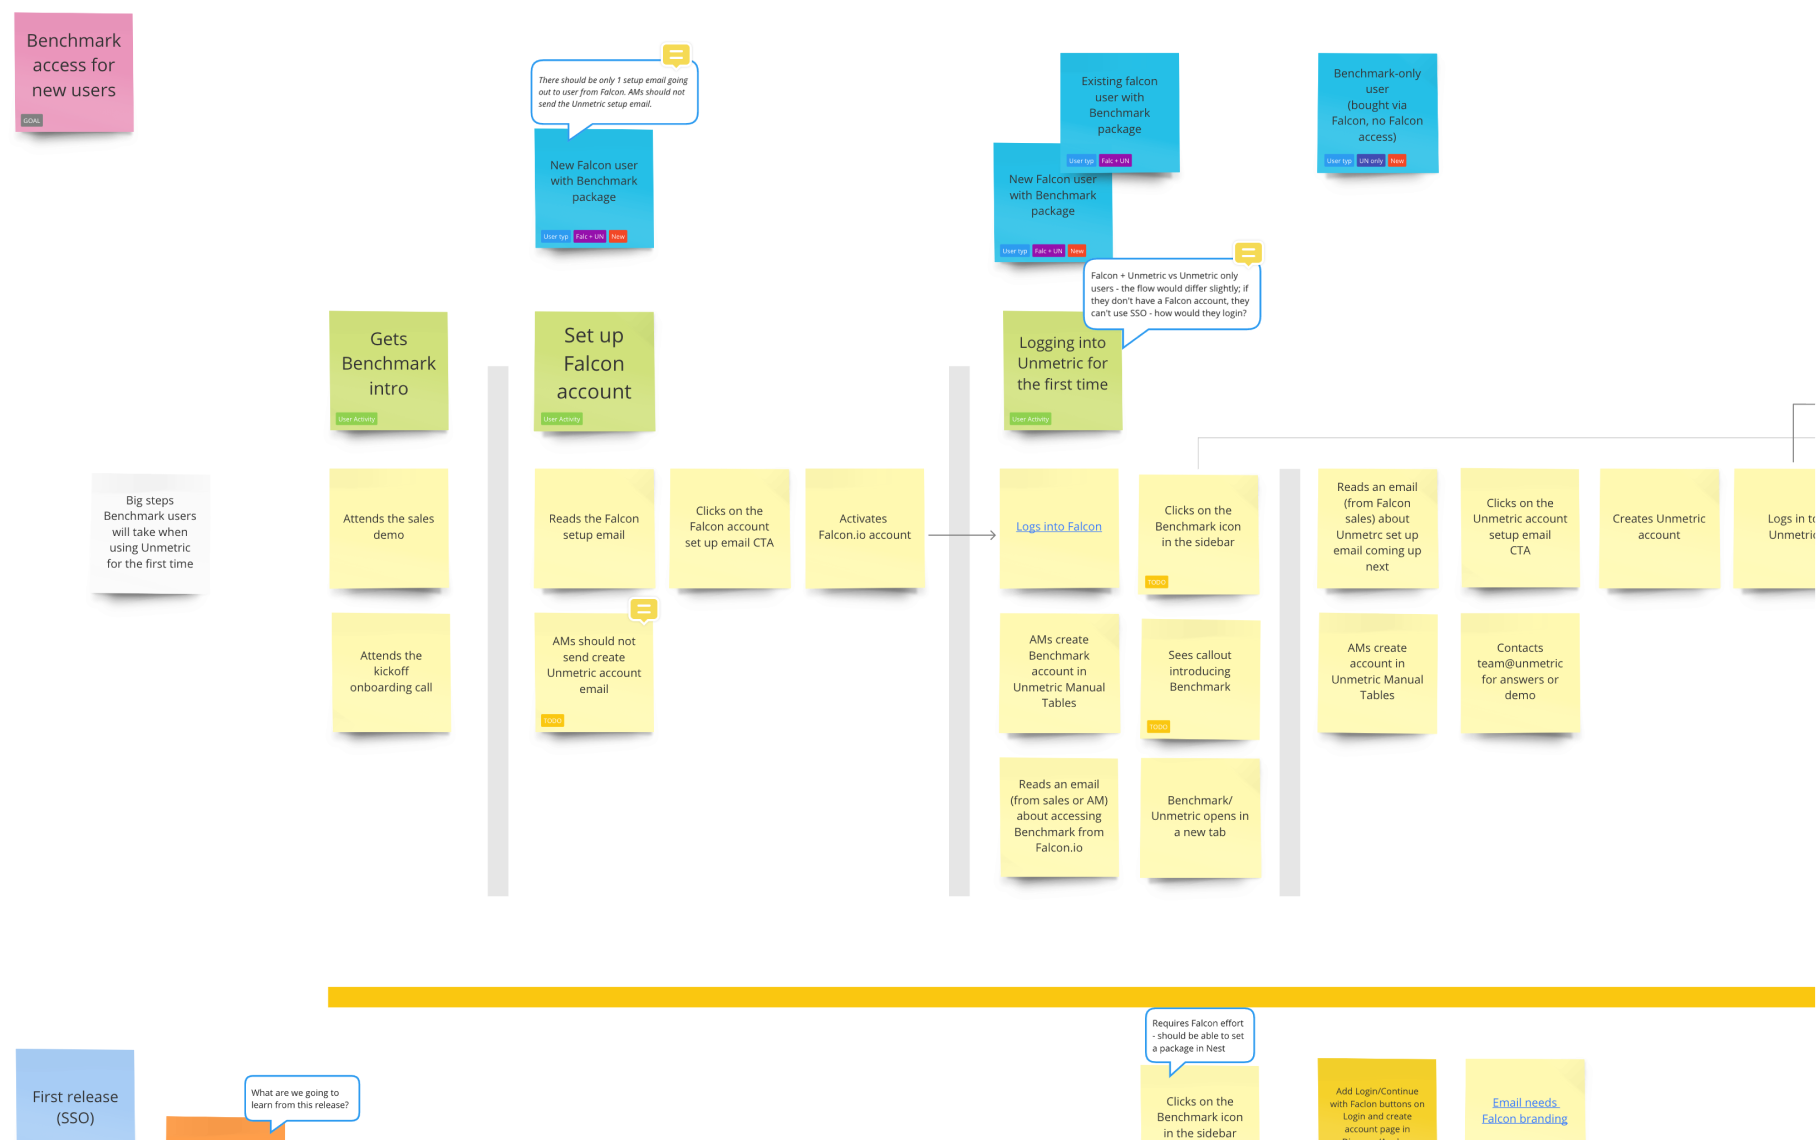 Benchmark
access for
new users
GOAL
There should be only 1 setup email going
out to user from Falcon. AMs should not
send the Unmetric setup email.
New Falcon user
with Benchmark
package
User typ
Falc + UN
New
Existing falcon
user with
Benchmark
package
User typ
Falc + UN
New Falcon user
with Benchmark
package
User typ
Falc + UN
New
Benchmark-only
user
(bought via
Falcon, no Falcon
access)
User typ
UN only
New
Falcon + Unmetric vs Unmetric only
users - the flow would differ slightly; if
they don't have a Falcon account, they
can't use SSO - how would they login?
Gets
Benchmark
intro
User Activity
Set up
Falcon
account
User Activity
Logging into
Unmetric for
the first time
User Activity
Big steps
Benchmark users
will take when
using Unmetric
for the first time
Attends the sales
demo
Reads the Falcon
setup email
Clicks on the
Falcon account
set up email CTA
Activates
Falcon.io account
Logs into Falcon
Clicks on the
Benchmark icon
in the sidebar
TODO
Reads an email
(from Falcon
sales) about
Unmetrc set up
email coming up
next
Clicks on the
Unmetric account
setup email
CTA
Creates Unmetric
account
Logs in to
Unmetric
Attends the
kickoff
onboarding call
AMs should not
send create
Unmetric account
email
TODO
AMs create
Benchmark
account in
Unmetric Manual
Tables
Sees callout
introducing
Benchmark
TODO
AMs create
account in
Unmetric Manual
Tables
Contacts
team@unmetric
for answers or
demo
Reads an email
(from sales or AM)
about accessing
Benchmark from
Falcon.io
Benchmark/
Unmetric opens in
a new tab
Requires Falcon effort
- should be able to set
a package in Nest
First release
(SSO)
What are we going to
learn from this release?
Clicks on the
Benchmark icon
in the sidebar
Add Login/Continue
with Faclon buttons on
Login and create
account page in
Email needs
Falcon branding